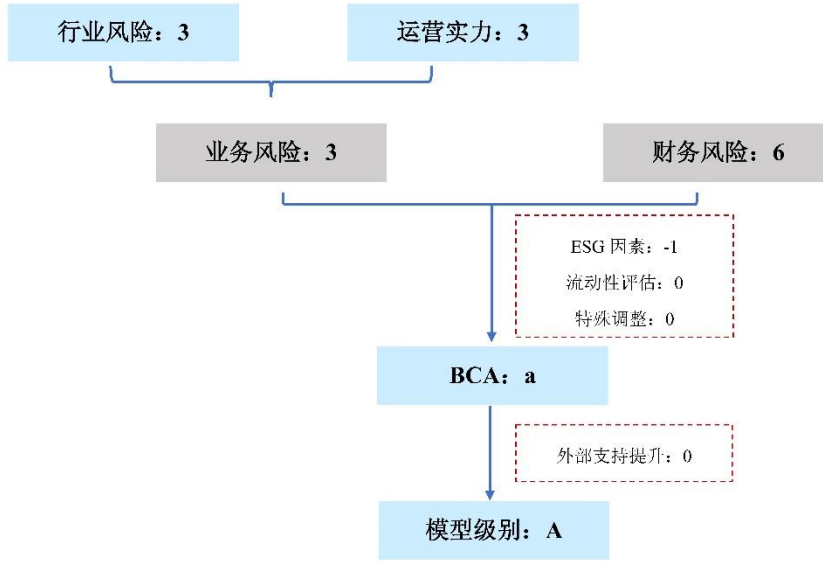 行业风险：3
运营实力：3
业务风险：3
财务风险：6
ESG 因素：-1
流动性评估：0
特殊调整：0
BCA：a
外部支持提升：0
模型级别：A